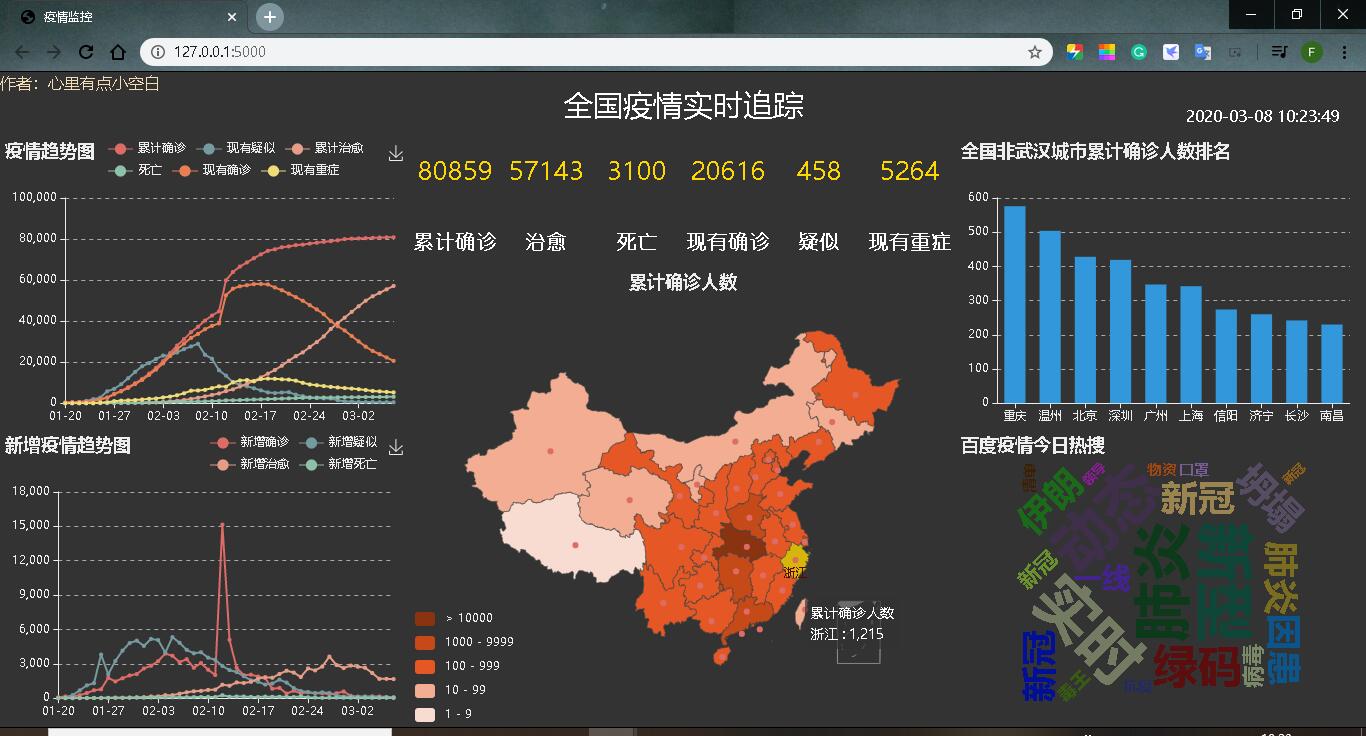 疫情监控
127.0.0.1:5000
F
作者：心里有点小空白
全国疫情实时追踪
2020-03-08 10:23:49
80859 57143 3100 20616 458 5264
累计确诊 治愈 死亡 现有确诊 疑似 现有重症
疫情趋势图
累计确诊 现有疑似 累计治愈
死亡 现有确诊 现有重症
100,000
80,000
60,000
40,000
20,000
0
01-20 01-27 02-03 02-10 02-17 02-24 03-02
新增疫情趋势图
新增确诊 新增疑似
新增治愈 新增死亡
18,000
15,000
12,000
9,000
6,000
3,000
0
01-20 01-27 02-03 02-10 02-17 02-24 03-02
累计确诊人数
浙江
累计确诊人数
浙江 : 1,215
> 10000
1000 - 9999
100 - 999
10 - 99
1 - 9
全国非武汉城市累计确诊人数排名
600
500
400
300
200
100
0
重庆 温州 北京 深圳 广州 上海 信阳 济宁 长沙 南昌
百度疫情今日热搜
物资 口罩
新冠
领导
伊朗
动态
坍塌
新冠
肺炎
新冠
肺炎
新冠
一线
实时
因患
新冠
绿码
病毒